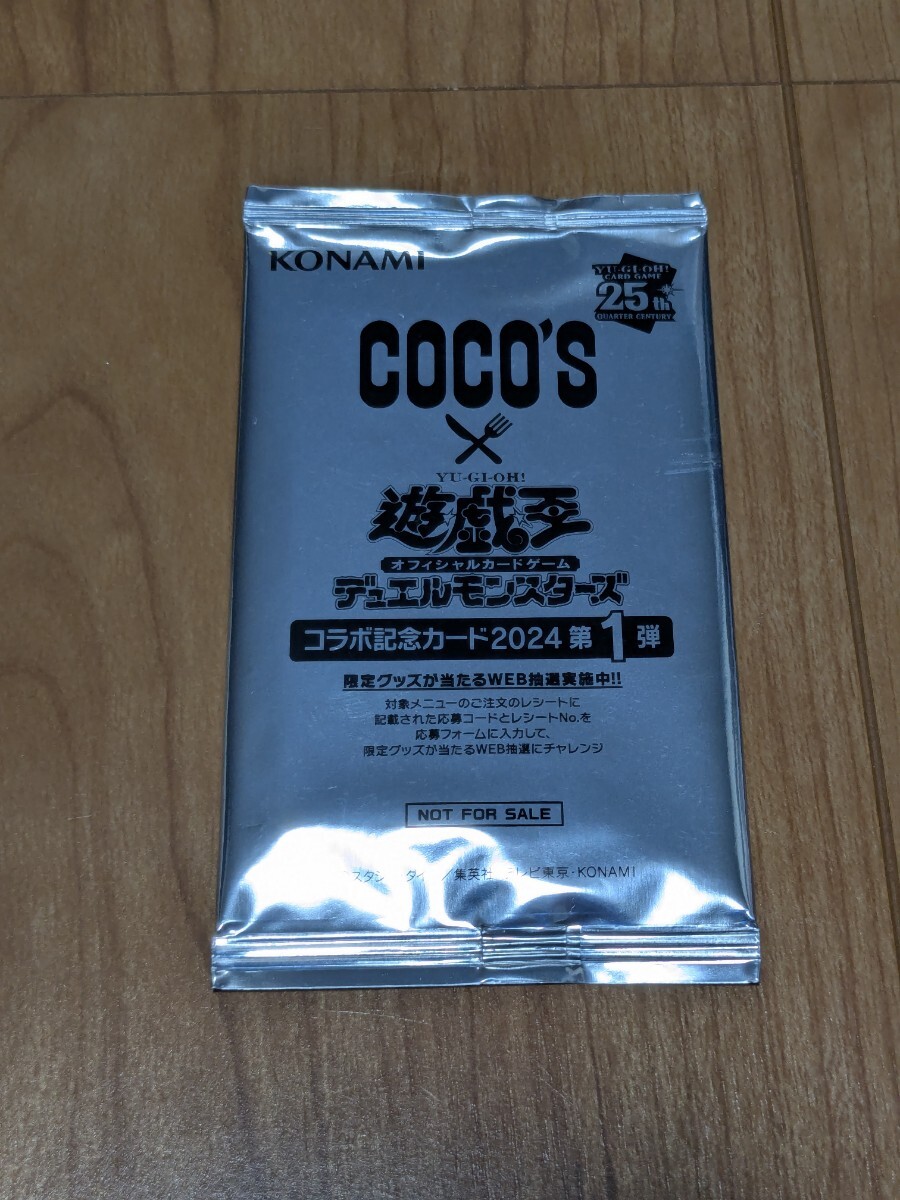 KONAMI
YU-GI-OH!
CARD GAME
25th
QUARTER CENTURY
COCO'S
YU-GI-OH!
遊戯王
オフィシャルカードゲーム
デュエルモンスターズ
コラボ記念カード2024 第1弾
限定グッズが当たるWEB抽選実施中!!
対象メニューのご注文のレシートに
記載された応募コードとレシートNo.を
応募フォームに入力して、
限定グッズが当たるWEB抽選にチャレンジ
NOT FOR SALE
集英社 テレビ東京・KONAMI